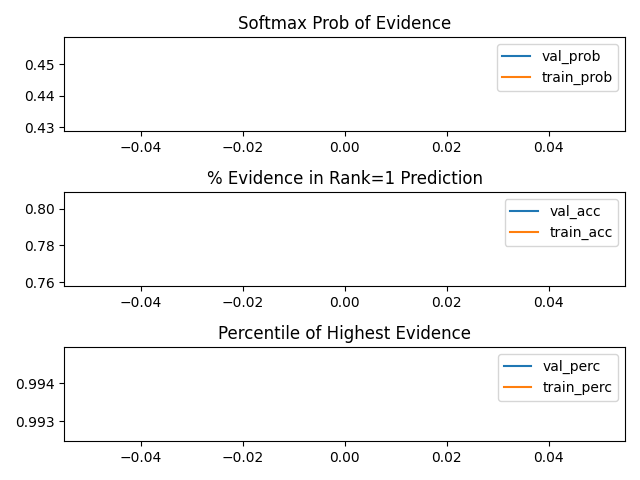 Softmax Prob of Evidence
0.45
0.44
0.43
val_prob
train_prob
−0.04 −0.02 0.00 0.02 0.04
% Evidence in Rank=1 Prediction
0.80
0.78
0.76
val_acc
train_acc
−0.04 −0.02 0.00 0.02 0.04
Percentile of Highest Evidence
0.994
0.993
val_perc
train_perc
−0.04 −0.02 0.00 0.02 0.04